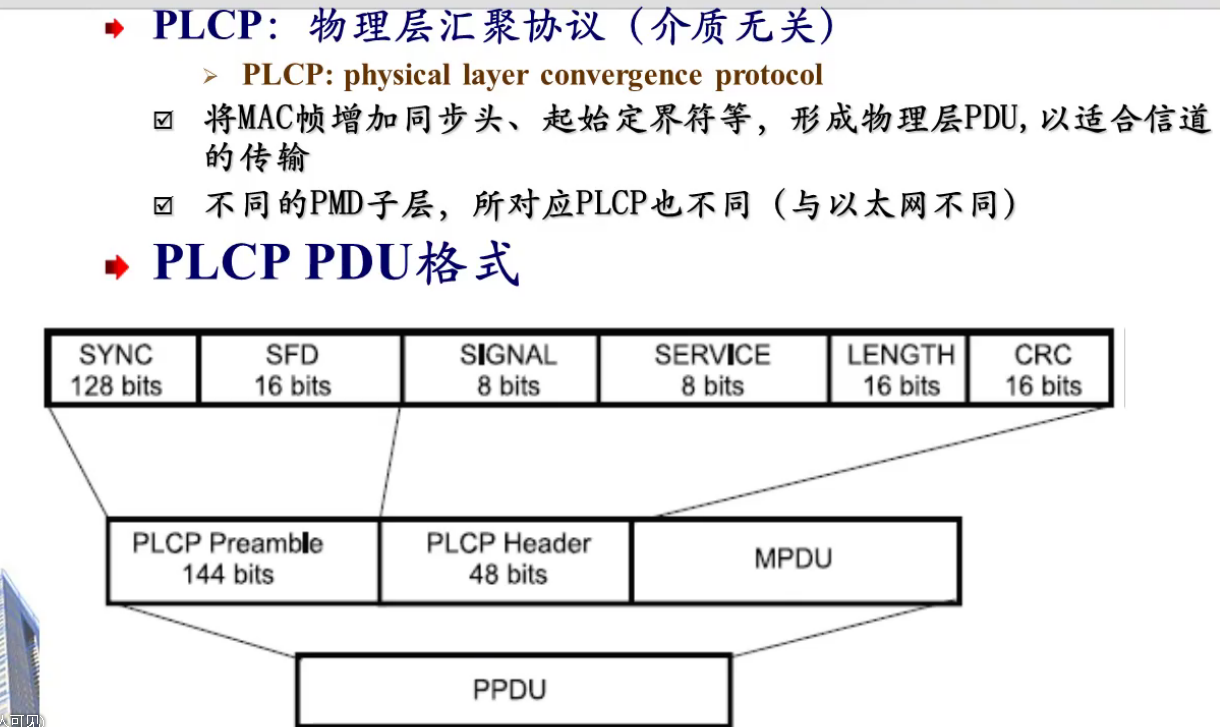 PLCP：物理层汇聚协议（介质无关）
PLCP: physical layer convergence protocol
将MAC帧增加同步头、起始定界符等，形成物理层PDU,以适合信道
的传输
不同的PMD子层，所对应PLCP也不同（与以太网不同）
PLCP PDU格式
SYNC SFD SIGNAL SERVICE LENGTH CRC
128 bits 16 bits 8 bits 8 bits 16 bits 16 bits
PLCP Preamble PLCP Header MPDU
144 bits 48 bits
PPDU
人可见)